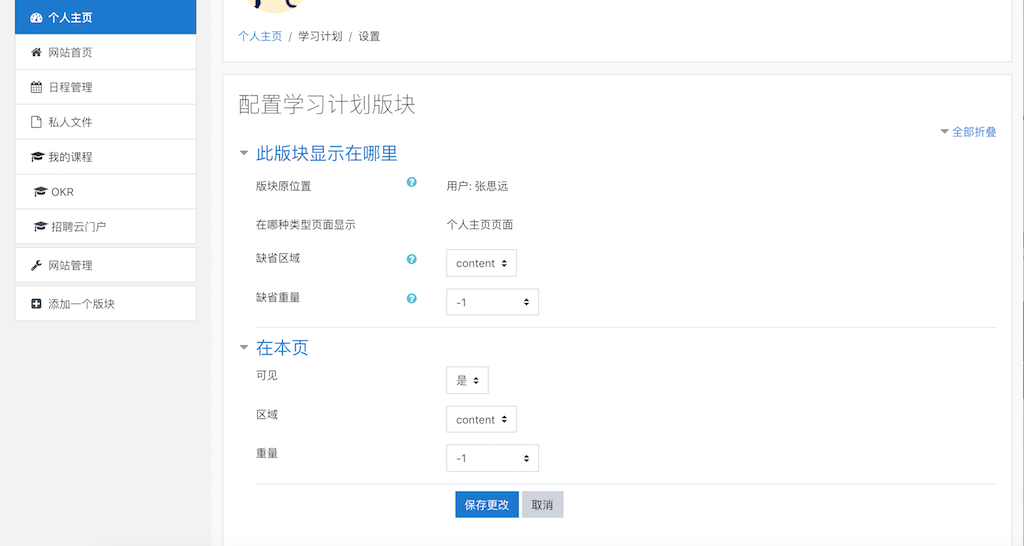 个人主页
网站首页
日程管理
私人文件
我的课程
OKR
招聘云门户
网站管理
添加一个版块
个人主页 / 学习计划 / 设置
配置学习计划版块
全部折叠
此版块显示在哪里
版块原位置 ? 用户: 张思远
在哪种类型页面显示 个人主页页面
缺省区域 ? content
缺省重量 ? -1
在本页
可见 是
区域 content
重量 -1
保存更改 取消